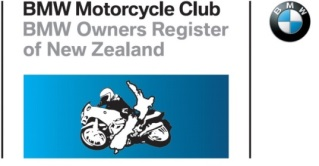 BMW Motorcycle Club
BMW Owners Register
of New Zealand
BMW